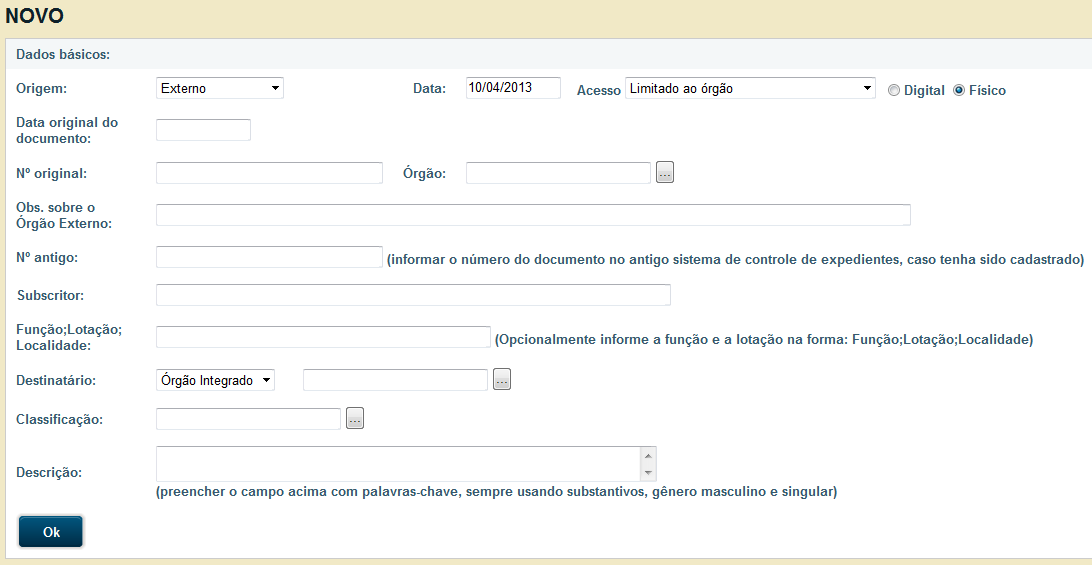 NOVO
Dados básicos:
Origem: Externo Data: 10/04/2013 Acesso Limitado ao órgão Digital Físico
Data original do
documento:
Nº original: Órgão: ...
Obs. sobre o
Órgão Externo:
Nº antigo: (informar o número do documento no antigo sistema de controle de expedientes, caso tenha sido cadastrado)
Subscritor:
Função;Lotação;
Localidade: (Opcionalmente informe a função e a lotação na forma: Função;Lotação;Localidade)
Destinatário: Órgão Integrado ...
Classificação: ...
Descrição:
(preencher o campo acima com palavras-chave, sempre usando substantivos, gênero masculino e singular)
Ok